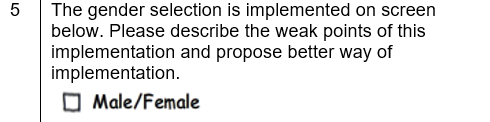 5 The gender selection is implemented on screen
below. Please describe the weak points of this
implementation and propose better way of
implementation.
Male/Female